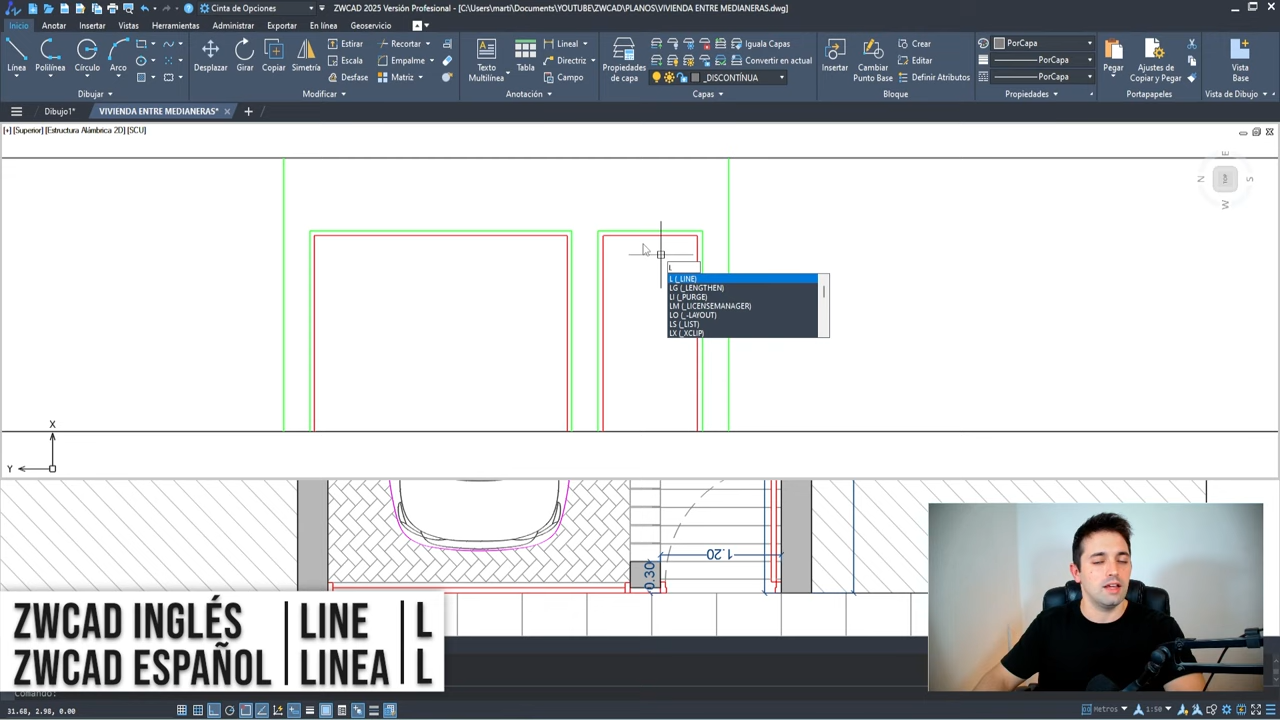 Cinta de Opciones
ZWCAD 2025 Versión Profesional - [C:\Users\marti\Documents\YOUTUBE\ZWCAD\PLANOS\VIVIENDA ENTRE MEDIANERAS.dwg]
Inicio Anotar Insertar Vistas Herramientas Administrar Exportar En línea Geoservicio
Línea Polilínea Círculo Arco
Desplazar Girar Copiar Simetría
Estirar Recortar
Escala Empalme
Desfase Matriz
Texto Multilínea Tabla
Lineal
Directriz
Campo
Propiedades de capa
Iguala Capas
Convertir en actual
_DISCONTÍNUA
Insertar Cambiar Punto Base
Crear
Editar
Definir Atributos
PorCapa
PorCapa
PorCapa
Pegar Ajustes de Copiar y Pegar
Vista Base
Dibujar Modificar Anotación Capas Bloque Propiedades Portapapeles Vista de Dibujo
Dibujo1* VIVIENDA ENTRE MEDIANERAS*
[+] [Superior] [Estructura Alámbrica 2D] [SCU]
E
N TOP S
W
L
L (_LINE)
LG (_LENGTHEN)
LI (_PURGE)
LM (_LICENSEMANAGER)
LO (_-LAYOUT)
LS (_LIST)
LX (_XCLIP)
X
Y
1.20
0.30
ZWCAD INGLÉS | LINE | L
ZWCAD ESPAÑOL | LINEA | L
Comando:
31.68, 2.98, 0.00
Metros 1:50